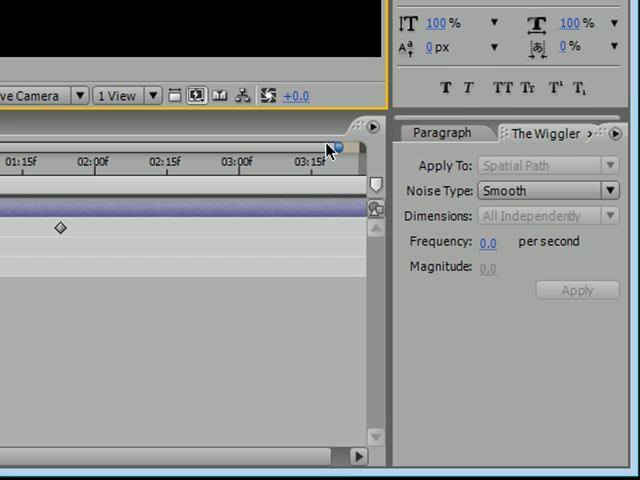 100 % 100 %
0 px 0 %
T T TT Tr T¹ T₁
ve Camera 1 View +0.0
Paragraph The Wiggler
01:15f 02:00f 02:15f 03:00f 03:15f
Apply To: Spatial Path
Noise Type: Smooth
Dimensions: All Independently
Frequency: 0.0 per second
Magnitude: 0.0
Apply